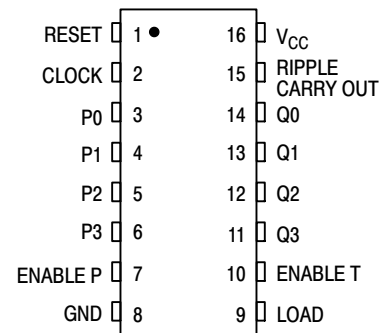 RESET 1 16 VCC
CLOCK 2 15 RIPPLE
CARRY OUT
P0 3 14 Q0
P1 4 13 Q1
P2 5 12 Q2
P3 6 11 Q3
ENABLE P 7 10 ENABLE T
GND 8 9 LOAD